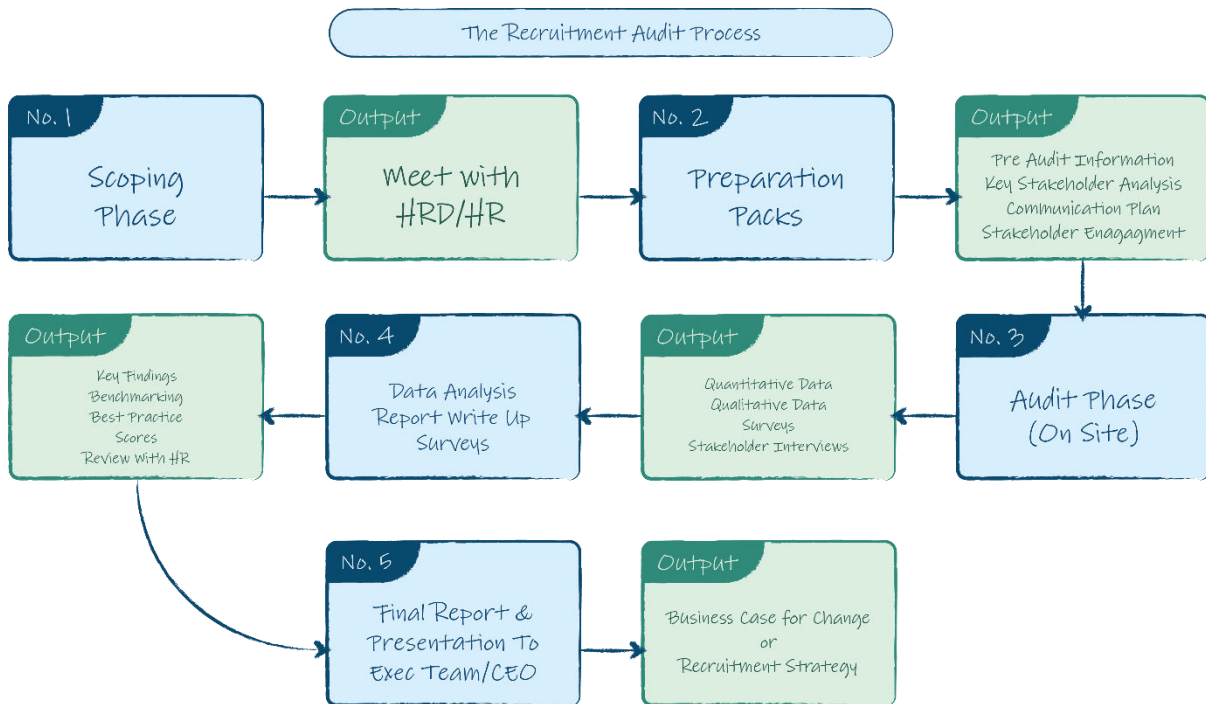 The Recruitment Audit Process
No. 1
Scoping
Phase
Output
Meet with
HRD/HR
No. 2
Preparation
Packs
Output
Pre Audit Information
Key Stakeholder Analysis
Communication Plan
Stakeholder Enagagment
No. 3
Audit Phase
(On Site)
Output
Quantitative Data
Qualitative Data
Surveys
Stakeholder Interviews
No. 4
Data Analysis
Report Write Up
Surveys
Output
Key Findings
Benchmarking
Best Practice
Scores
Review With HR
No. 5
Final Report &
Presentation To
Exec Team/CEO
Output
Business Case for Change
or
Recruitment Strategy